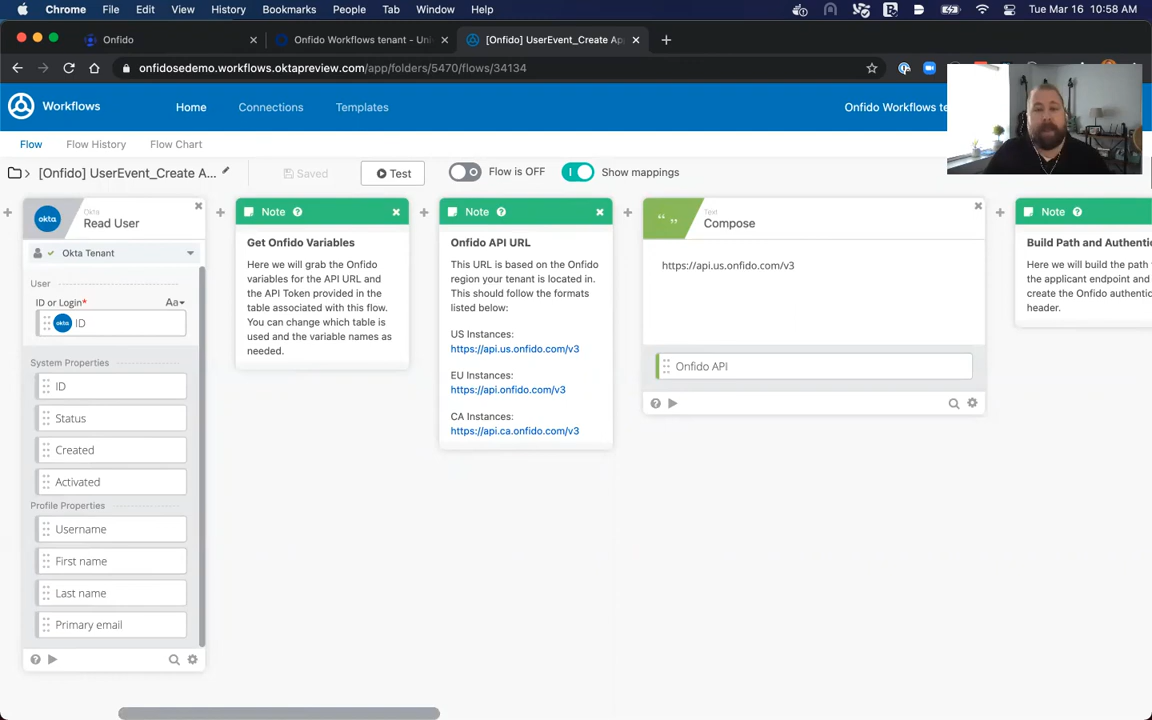 Chrome File Edit View History Bookmarks People Tab Window Help
Tue Mar 16 10:58 AM
Onfido
Onfido Workflows tenant - Uni
[Onfido] UserEvent_Create Ap
onfidosedemo.workflows.oktapreview.com/app/folders/5470/flows/34134
Workflows
Home
Connections
Templates
Onfido Workflows te
Flow
Flow History
Flow Chart
[Onfido] UserEvent_Create A...
Saved
Test
Flow is OFF
Show mappings
Okta
Read User
okta
Okta Tenant
User
ID or Login*
Aa
okta ID
System Properties
ID
Status
Created
Activated
Profile Properties
Username
First name
Last name
Primary email
Note
Get Onfido Variables
Here we will grab the Onfido
variables for the API URL and
the API Token provided in the
table associated with this flow.
You can change which table is
used and the variable names as
needed.
Note
Onfido API URL
This URL is based on the Onfido
region your tenant is located in.
This should follow the formats
listed below:
US Instances:
https://api.us.onfido.com/v3
EU Instances:
https://api.onfido.com/v3
CA Instances:
https://api.ca.onfido.com/v3
Text
Compose
https://api.us.onfido.com/v3
Onfido API
Note
Build Path and Authentic
Here we will build the path
the applicant endpoint and
create the Onfido authentic
header.